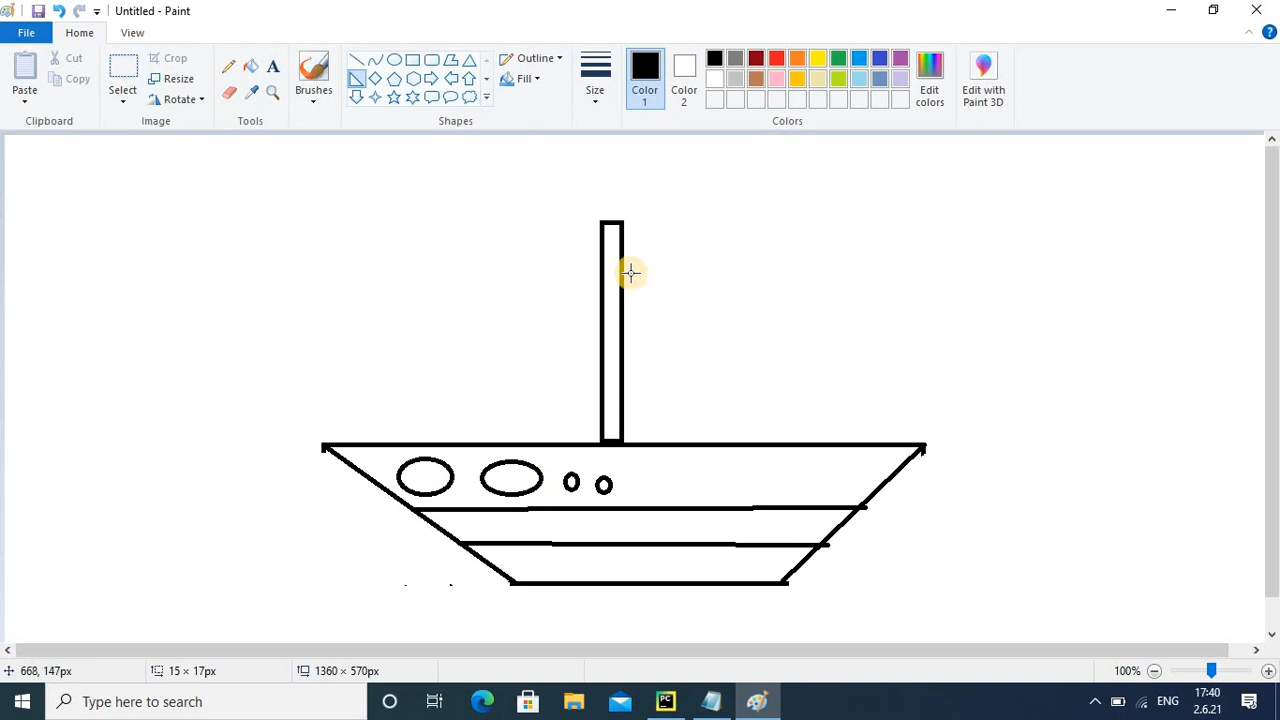 Untitled - Paint
File
Home
View
Paste
Cut
Copy
Clipboard
Select
Crop
Resize
Rotate
Image
A
Tools
Brushes
Shapes
Outline
Fill
Size
Color 1
Color 2
Colors
Edit colors
Edit with Paint 3D
668, 147px
15 × 17px
1360 × 570px
100%
Type here to search
PC
ENG
17:40
2.6.21